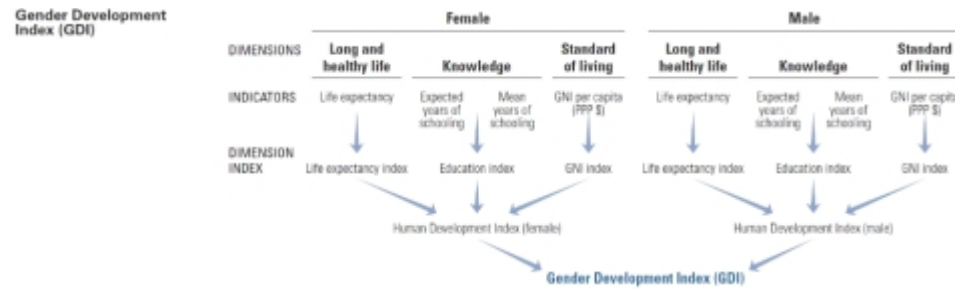 Gender Development
Index (GDI)
Female Male
DIMENSIONS Long and healthy life Knowledge Standard of living Long and healthy life Knowledge Standard of living
INDICATORS Life expectancy Expected years of schooling Mean years of schooling GNI per capita (PPP $) Life expectancy Expected years of schooling Mean years of schooling GNI per capita (PPP $)
DIMENSION
INDEX Life expectancy index Education index GNI index Life expectancy index Education index GNI index
Human Development Index (female) Human Development Index (male)
Gender Development Index (GDI)